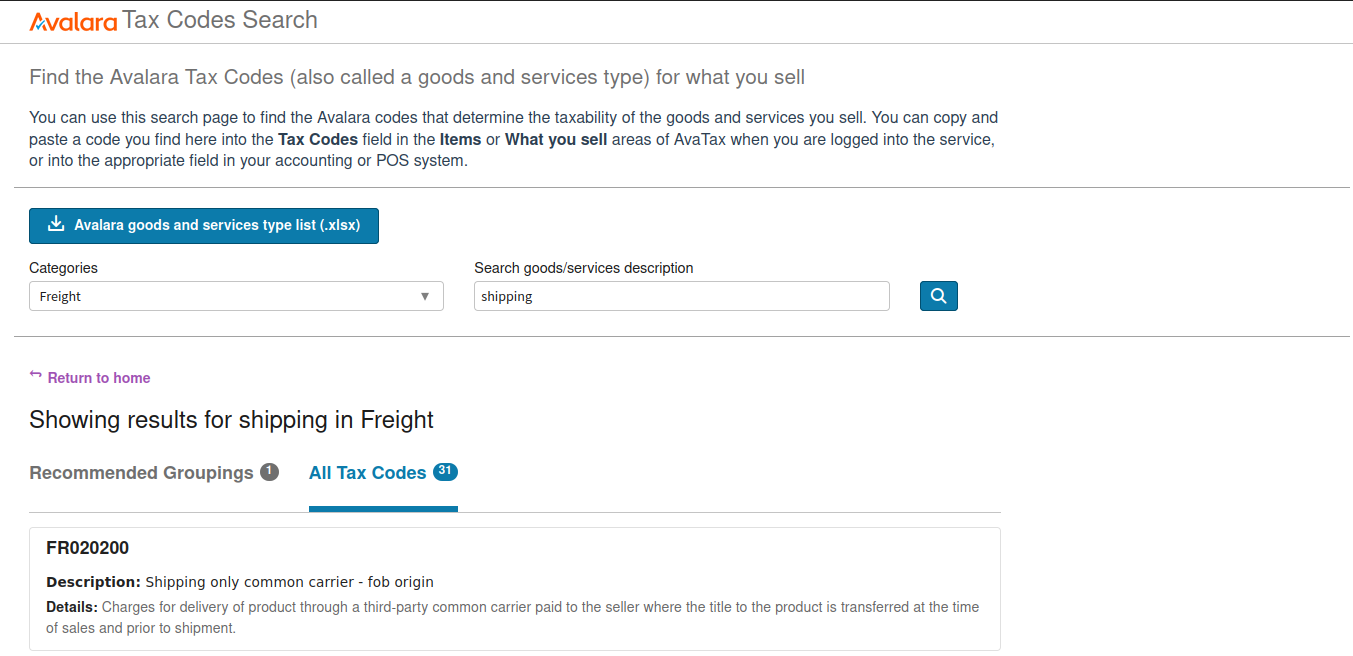 Avalara Tax Codes Search
Find the Avalara Tax Codes (also called a goods and services type) for what you sell
You can use this search page to find the Avalara codes that determine the taxability of the goods and services you sell. You can copy and
paste a code you find here into the Tax Codes field in the Items or What you sell areas of AvaTax when you are logged into the service,
or into the appropriate field in your accounting or POS system.
Avalara goods and services type list (.xlsx)
Categories
Freight
Search goods/services description
shipping
Return to home
Showing results for shipping in Freight
Recommended Groupings 1
All Tax Codes 31
FR020200
Description: Shipping only common carrier - fob origin
Details: Charges for delivery of product through a third-party common carrier paid to the seller where the title to the product is transferred at the time
of sales and prior to shipment.